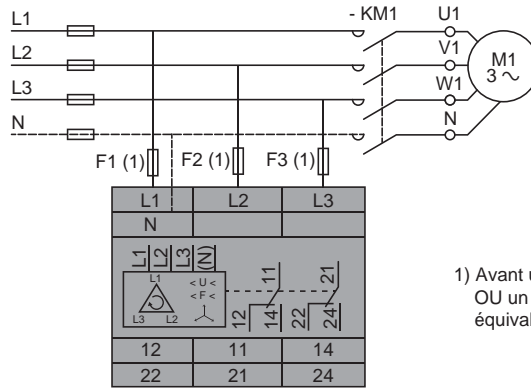 L1
- KM1
U1
L2
V1
L3
M1
3 ~
W1
N
N
F1 (1)
F2 (1)
F3 (1)
L1
L2
L3
N
L1
L2
L3
(N)
L1
L3
L2
< U <
< F <
11
12
14
21
22
24
12
11
14
22
21
24
1) Avant
OU un